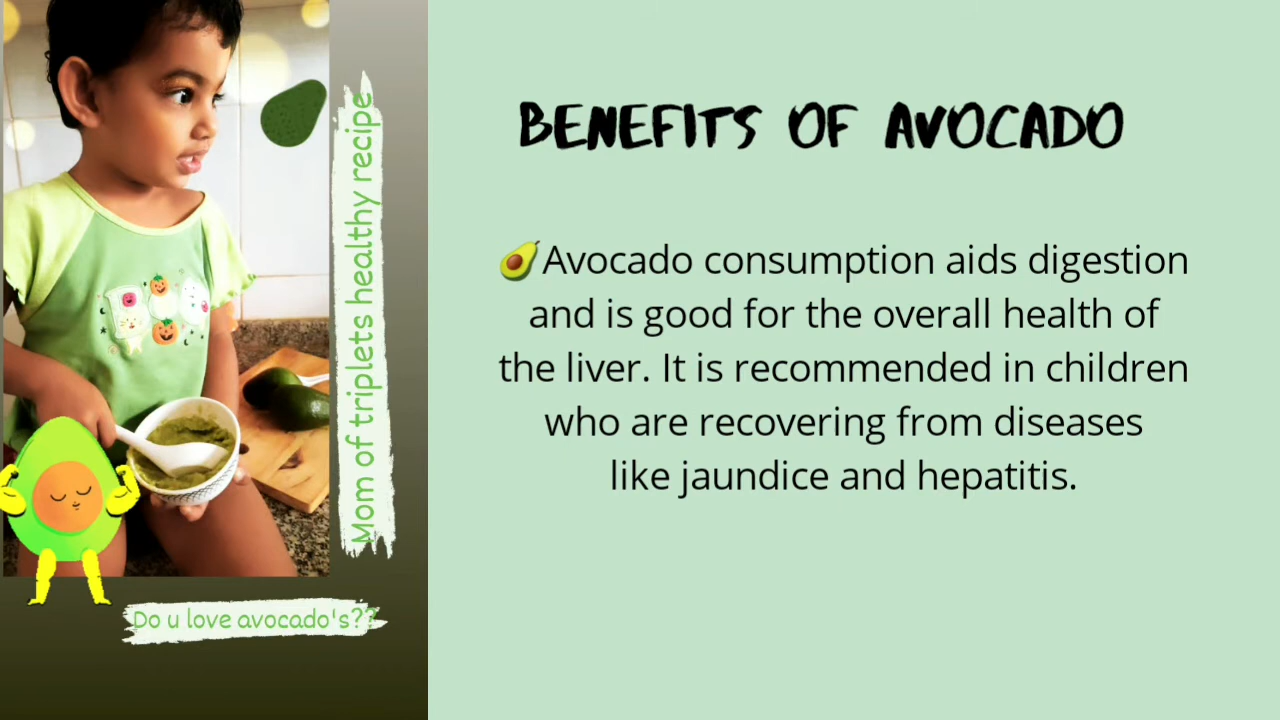 Mom of triplets healthy recipe
Do u love avocado's??
BENEFITS OF AVOCADO
🥑Avocado consumption aids digestion
and is good for the overall health of
the liver. It is recommended in children
who are recovering from diseases
like jaundice and hepatitis.